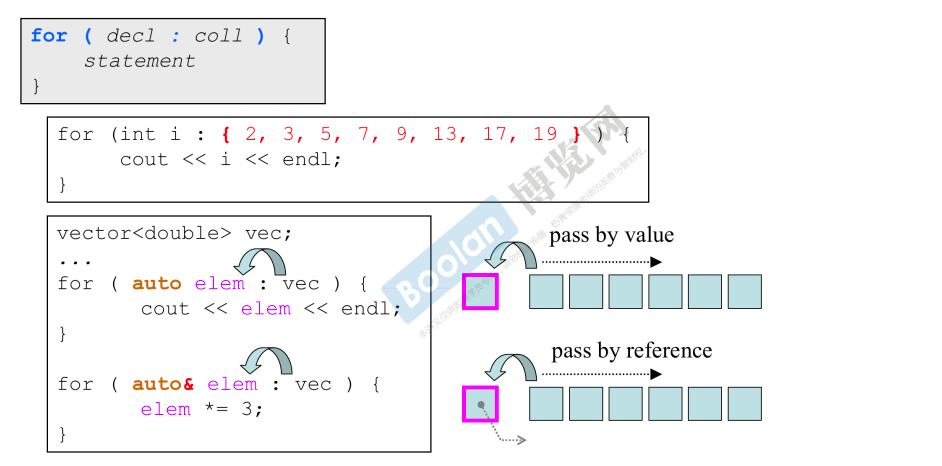 for ( decl : coll ) {
statement
}
for (int i : { 2, 3, 5, 7, 9, 13, 17, 19 } ) {
cout << i << endl;
}
vector<double> vec;
...
for ( auto elem : vec ) {
cout << elem << endl;
}
for ( auto& elem : vec ) {
elem *= 3;
}
pass by value
pass by reference
Boolan 博览网